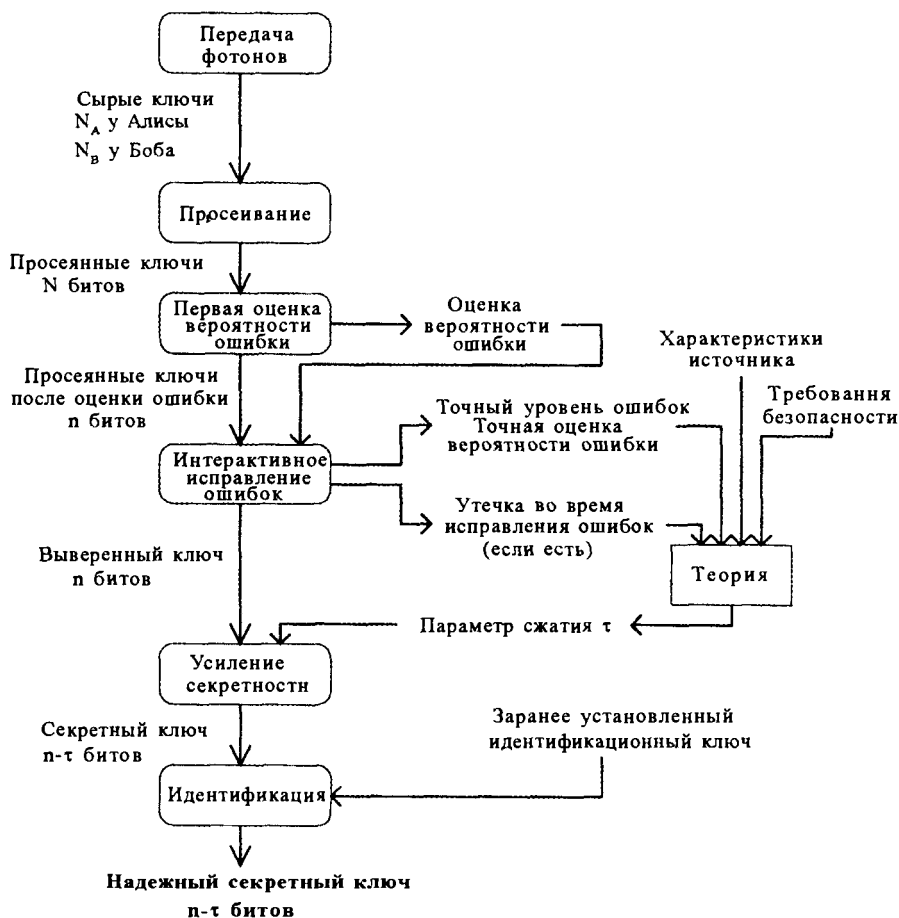 Передача
фотонов
Сырые ключи
N_A у Алисы
N_B у Боба
Просеивание
Просеянные ключи
N битов
Первая оценка
вероятности
ошибки
Оценка
вероятности
ошибки
Характеристики
источника
Требования
безопасности
Просеянные ключи
после оценки ошибки
n битов
Точный уровень ошибок
Точная оценка
вероятности ошибки
Интерактивное
исправление
ошибок
Утечка во время
исправления ошибок
(если есть)
Выверенный ключ
n битов
Теория
Параметр сжатия τ
Усиление
секретности
Секретный ключ
n-τ битов
Заранее установленный
идентификационный ключ
Идентификация
Надежный секретный ключ
n-τ битов